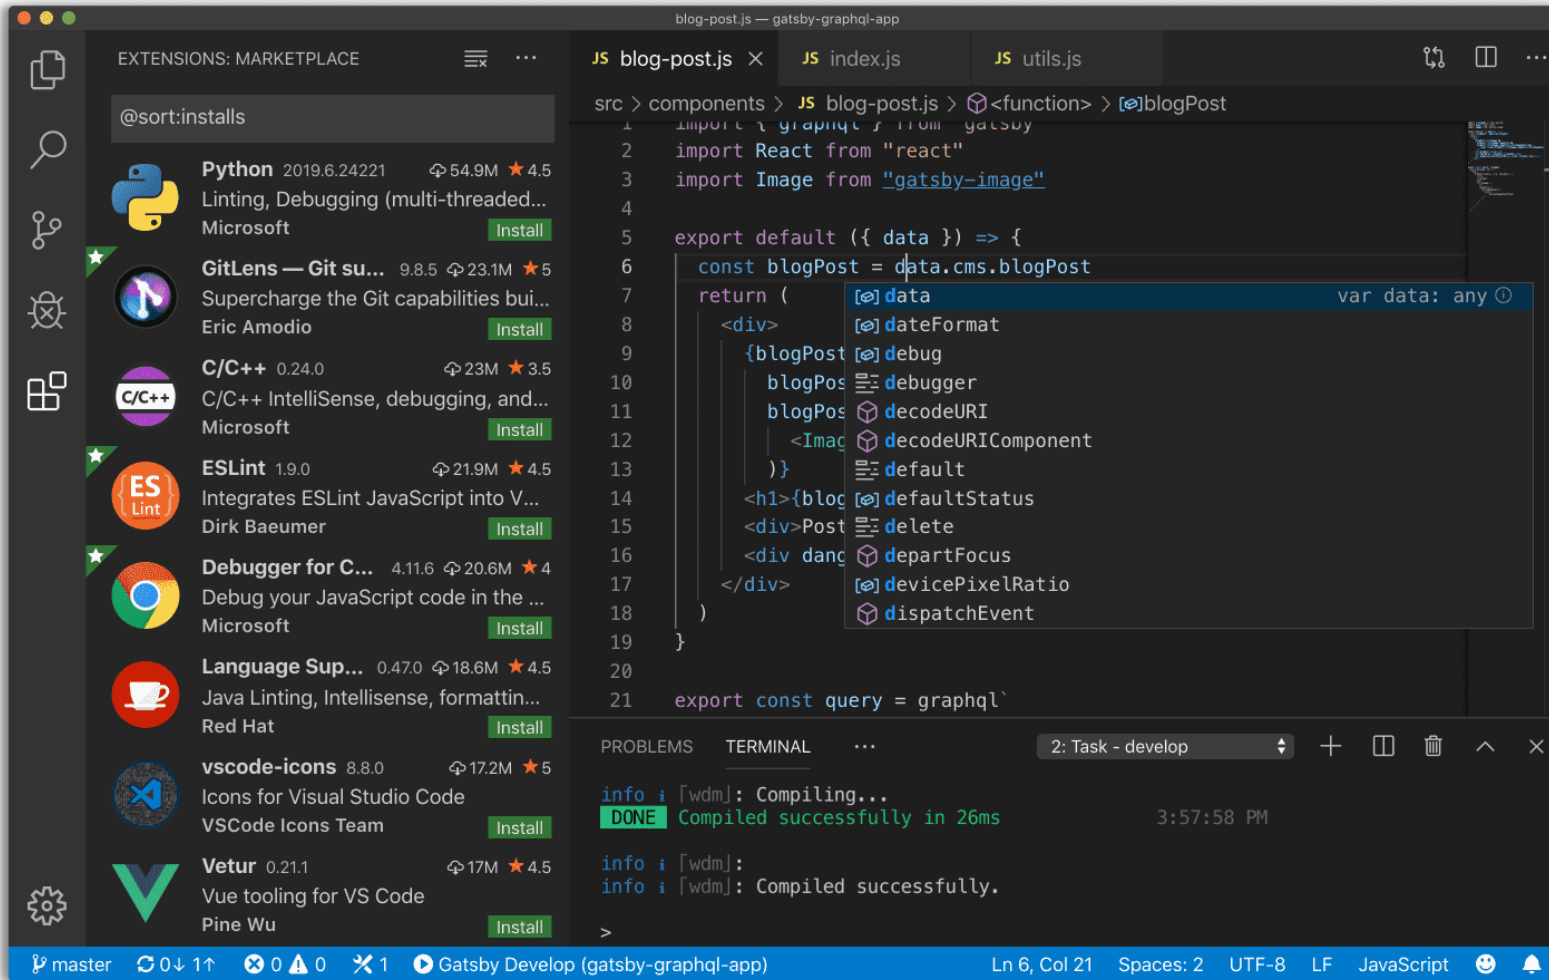 blog-post.js — gatsby-graphql-app
EXTENSIONS: MARKETPLACE
@sort:installs
Python 2019.6.24221 54.9M 4.5
Linting, Debugging (multi-threaded...
Microsoft Install
GitLens — Git su... 9.8.5 23.1M 5
Supercharge the Git capabilities bui...
Eric Amodio Install
C/C++
C/C++ 0.24.0 23M 3.5
C/C++ IntelliSense, debugging, and...
Microsoft Install
ES
Lint
ESLint 1.9.0 21.9M 4.5
Integrates ESLint JavaScript into V...
Dirk Baeumer Install
Debugger for C... 4.11.6 20.6M 4
Debug your JavaScript code in the ...
Microsoft Install
Language Sup... 0.47.0 18.6M 4.5
Java Linting, Intellisense, formattin...
Red Hat Install
vscode-icons 8.8.0 17.2M 5
Icons for Visual Studio Code
VSCode Icons Team Install
Vetur 0.21.1 17M 4.5
Vue tooling for VS Code
Pine Wu Install
JS blog-post.js JS index.js JS utils.js
src > components > JS blog-post.js > <function> > blogPost
1 import { graphql } from "gatsby"
2 import React from "react"
3 import Image from "gatsby-image"
4
5 export default ({ data }) => {
6 const blogPost = data.cms.blogPost
7 return (
8 <div>
9 {blogPost
10 blogPos
11 blogPos
12 <Imag
13 )}
14 <h1>{blog
15 <div>Post
16 <div dang
17 </div>
18 )
19 }
20
21 export const query = graphql`
data var data: any
dateFormat
debug
debugger
decodeURI
decodeURIComponent
default
defaultStatus
delete
departFocus
devicePixelRatio
dispatchEvent
PROBLEMS TERMINAL ... 2: Task - develop
info i ｢wdm｣: Compiling...
DONE Compiled successfully in 26ms 3:57:58 PM
info i ｢wdm｣:
info i ｢wdm｣: Compiled successfully.
>
master 0↓ 1↑ 0 0 1 Gatsby Develop (gatsby-graphql-app) Ln 6, Col 21 Spaces: 2 UTF-8 LF JavaScript